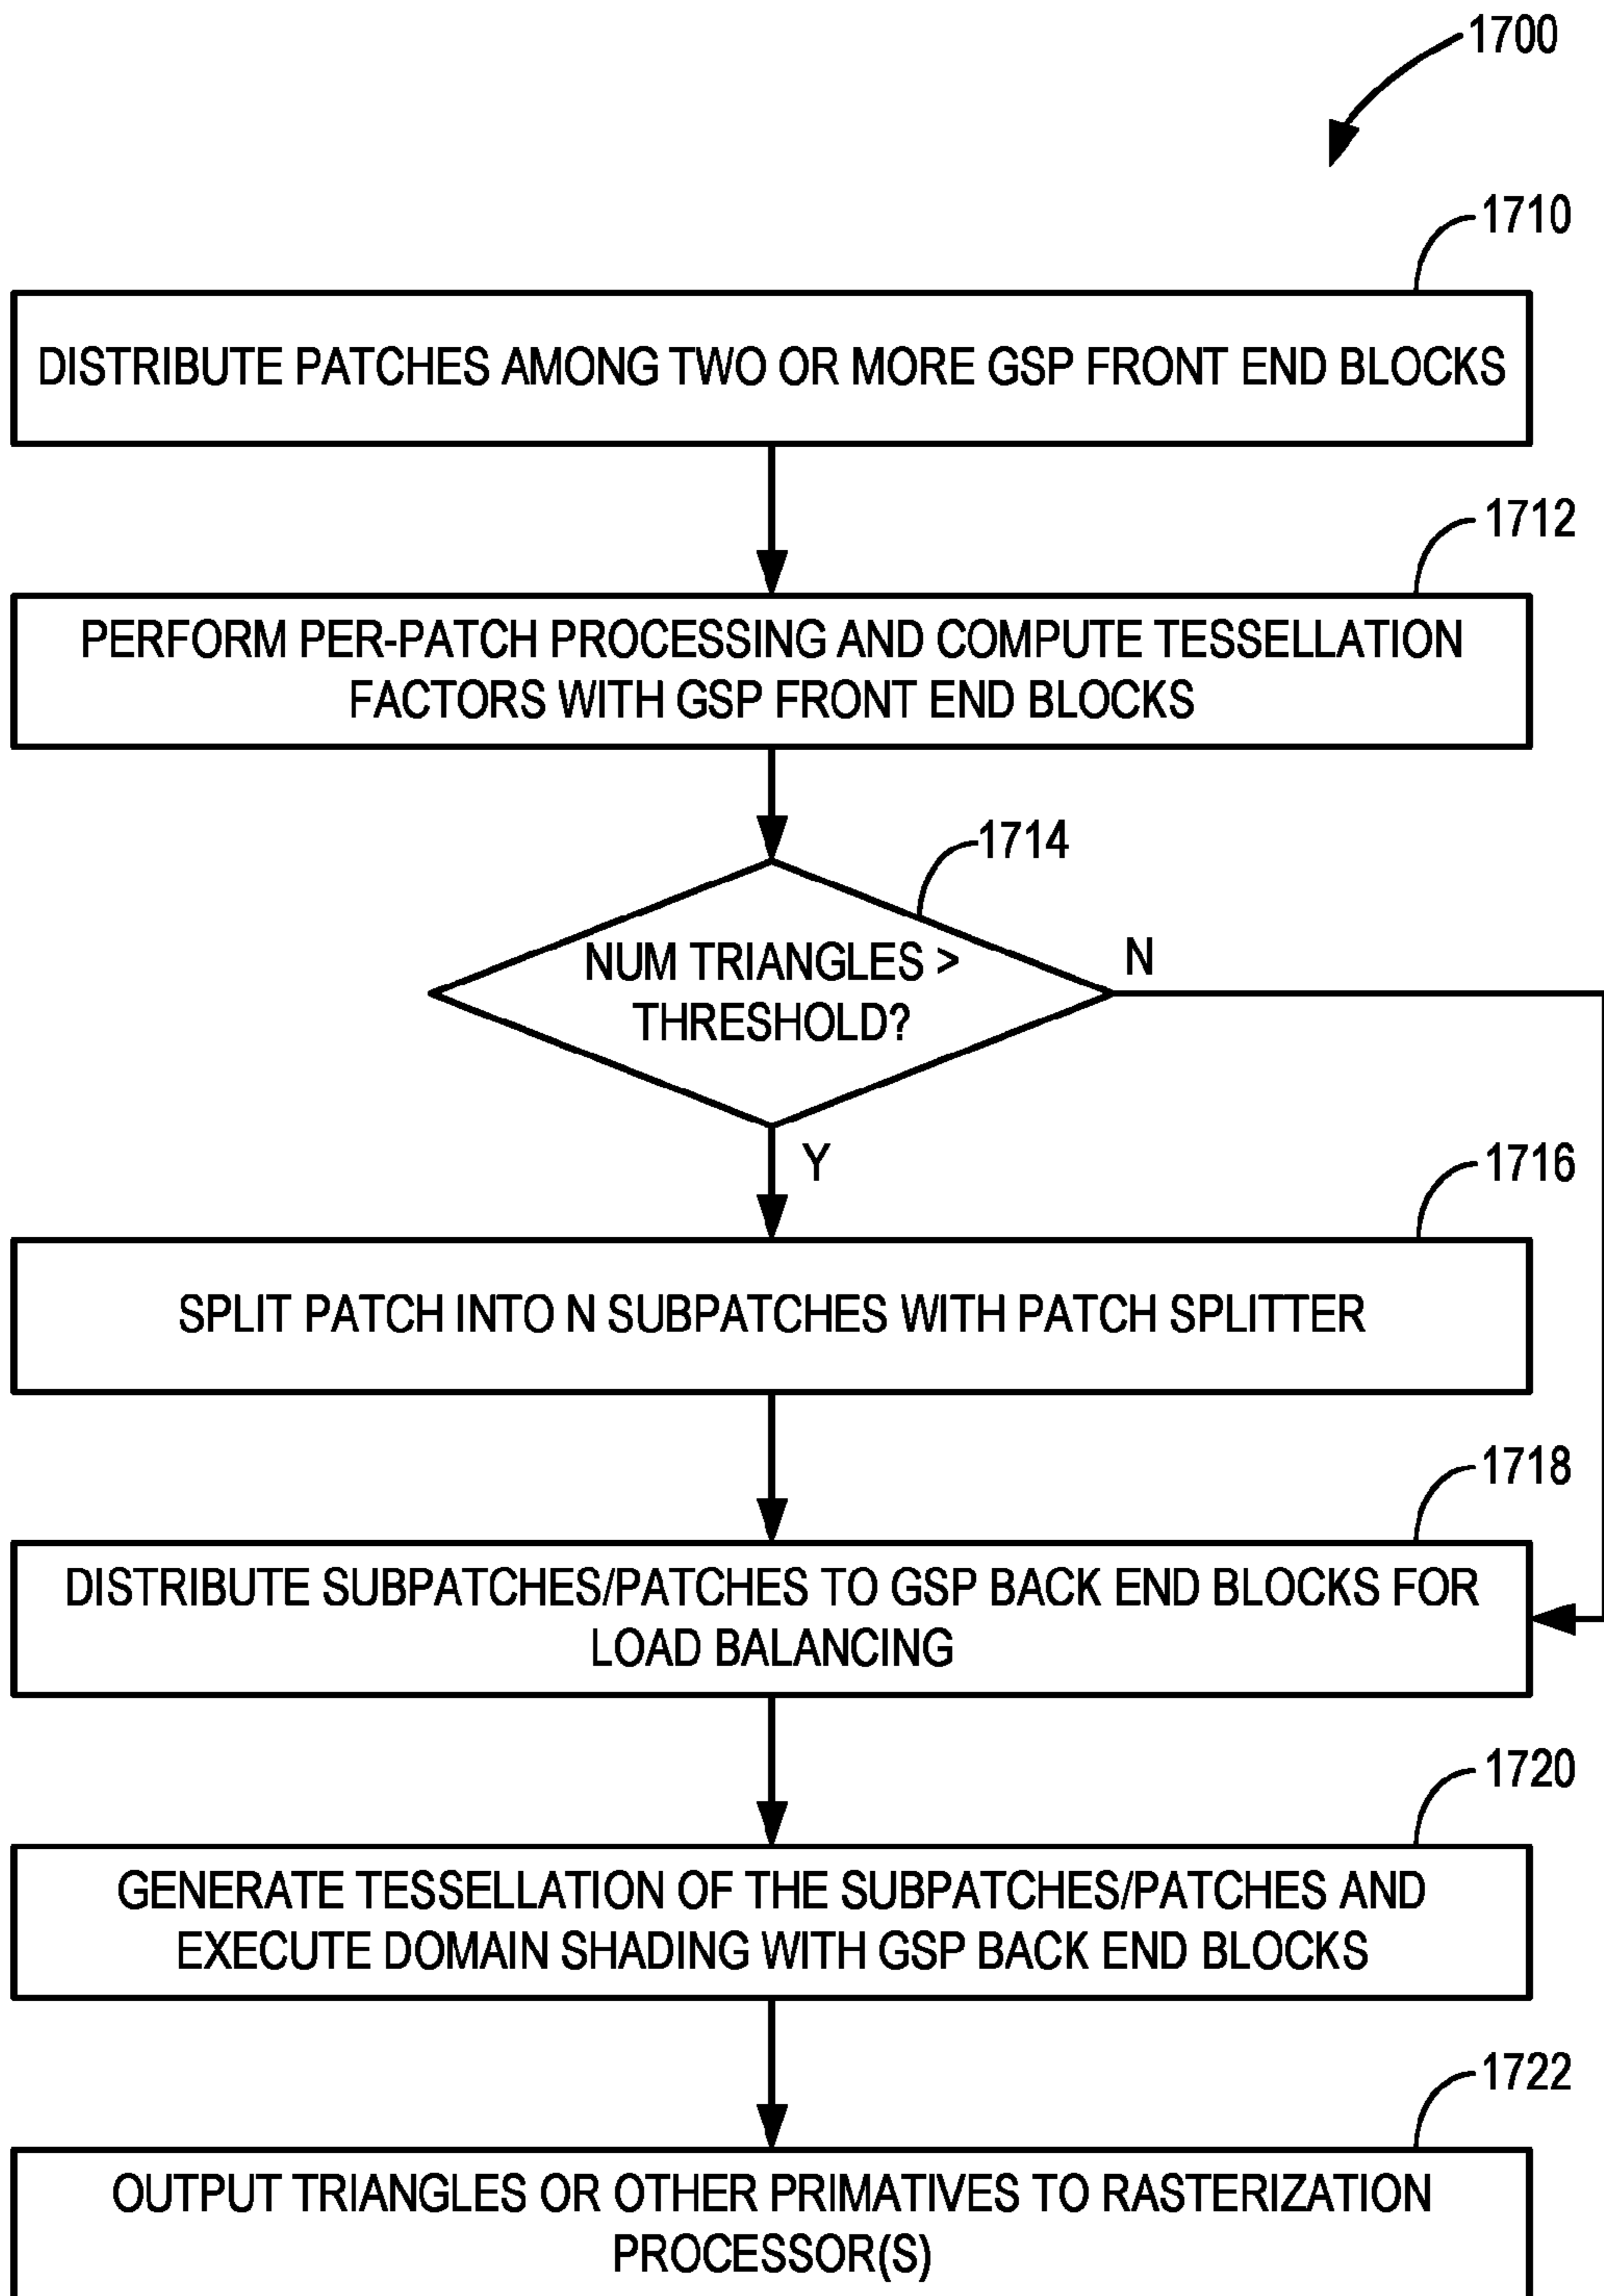 1700
1710
DISTRIBUTE PATCHES AMONG TWO OR MORE GSP FRONT END BLOCKS
1712
PERFORM PER-PATCH PROCESSING AND COMPUTE TESSELLATION
FACTORS WITH GSP FRONT END BLOCKS
1714
NUM TRIANGLES >
THRESHOLD?
N
Y
1716
SPLIT PATCH INTO N SUBPATCHES WITH PATCH SPLITTER
1718
DISTRIBUTE SUBPATCHES/PATCHES TO GSP BACK END BLOCKS FOR
LOAD BALANCING
1720
GENERATE TESSELLATION OF THE SUBPATCHES/PATCHES AND
EXECUTE DOMAIN SHADING WITH GSP BACK END BLOCKS
1722
OUTPUT TRIANGLES OR OTHER PRIMATIVES TO RASTERIZATION
PROCESSOR(S)